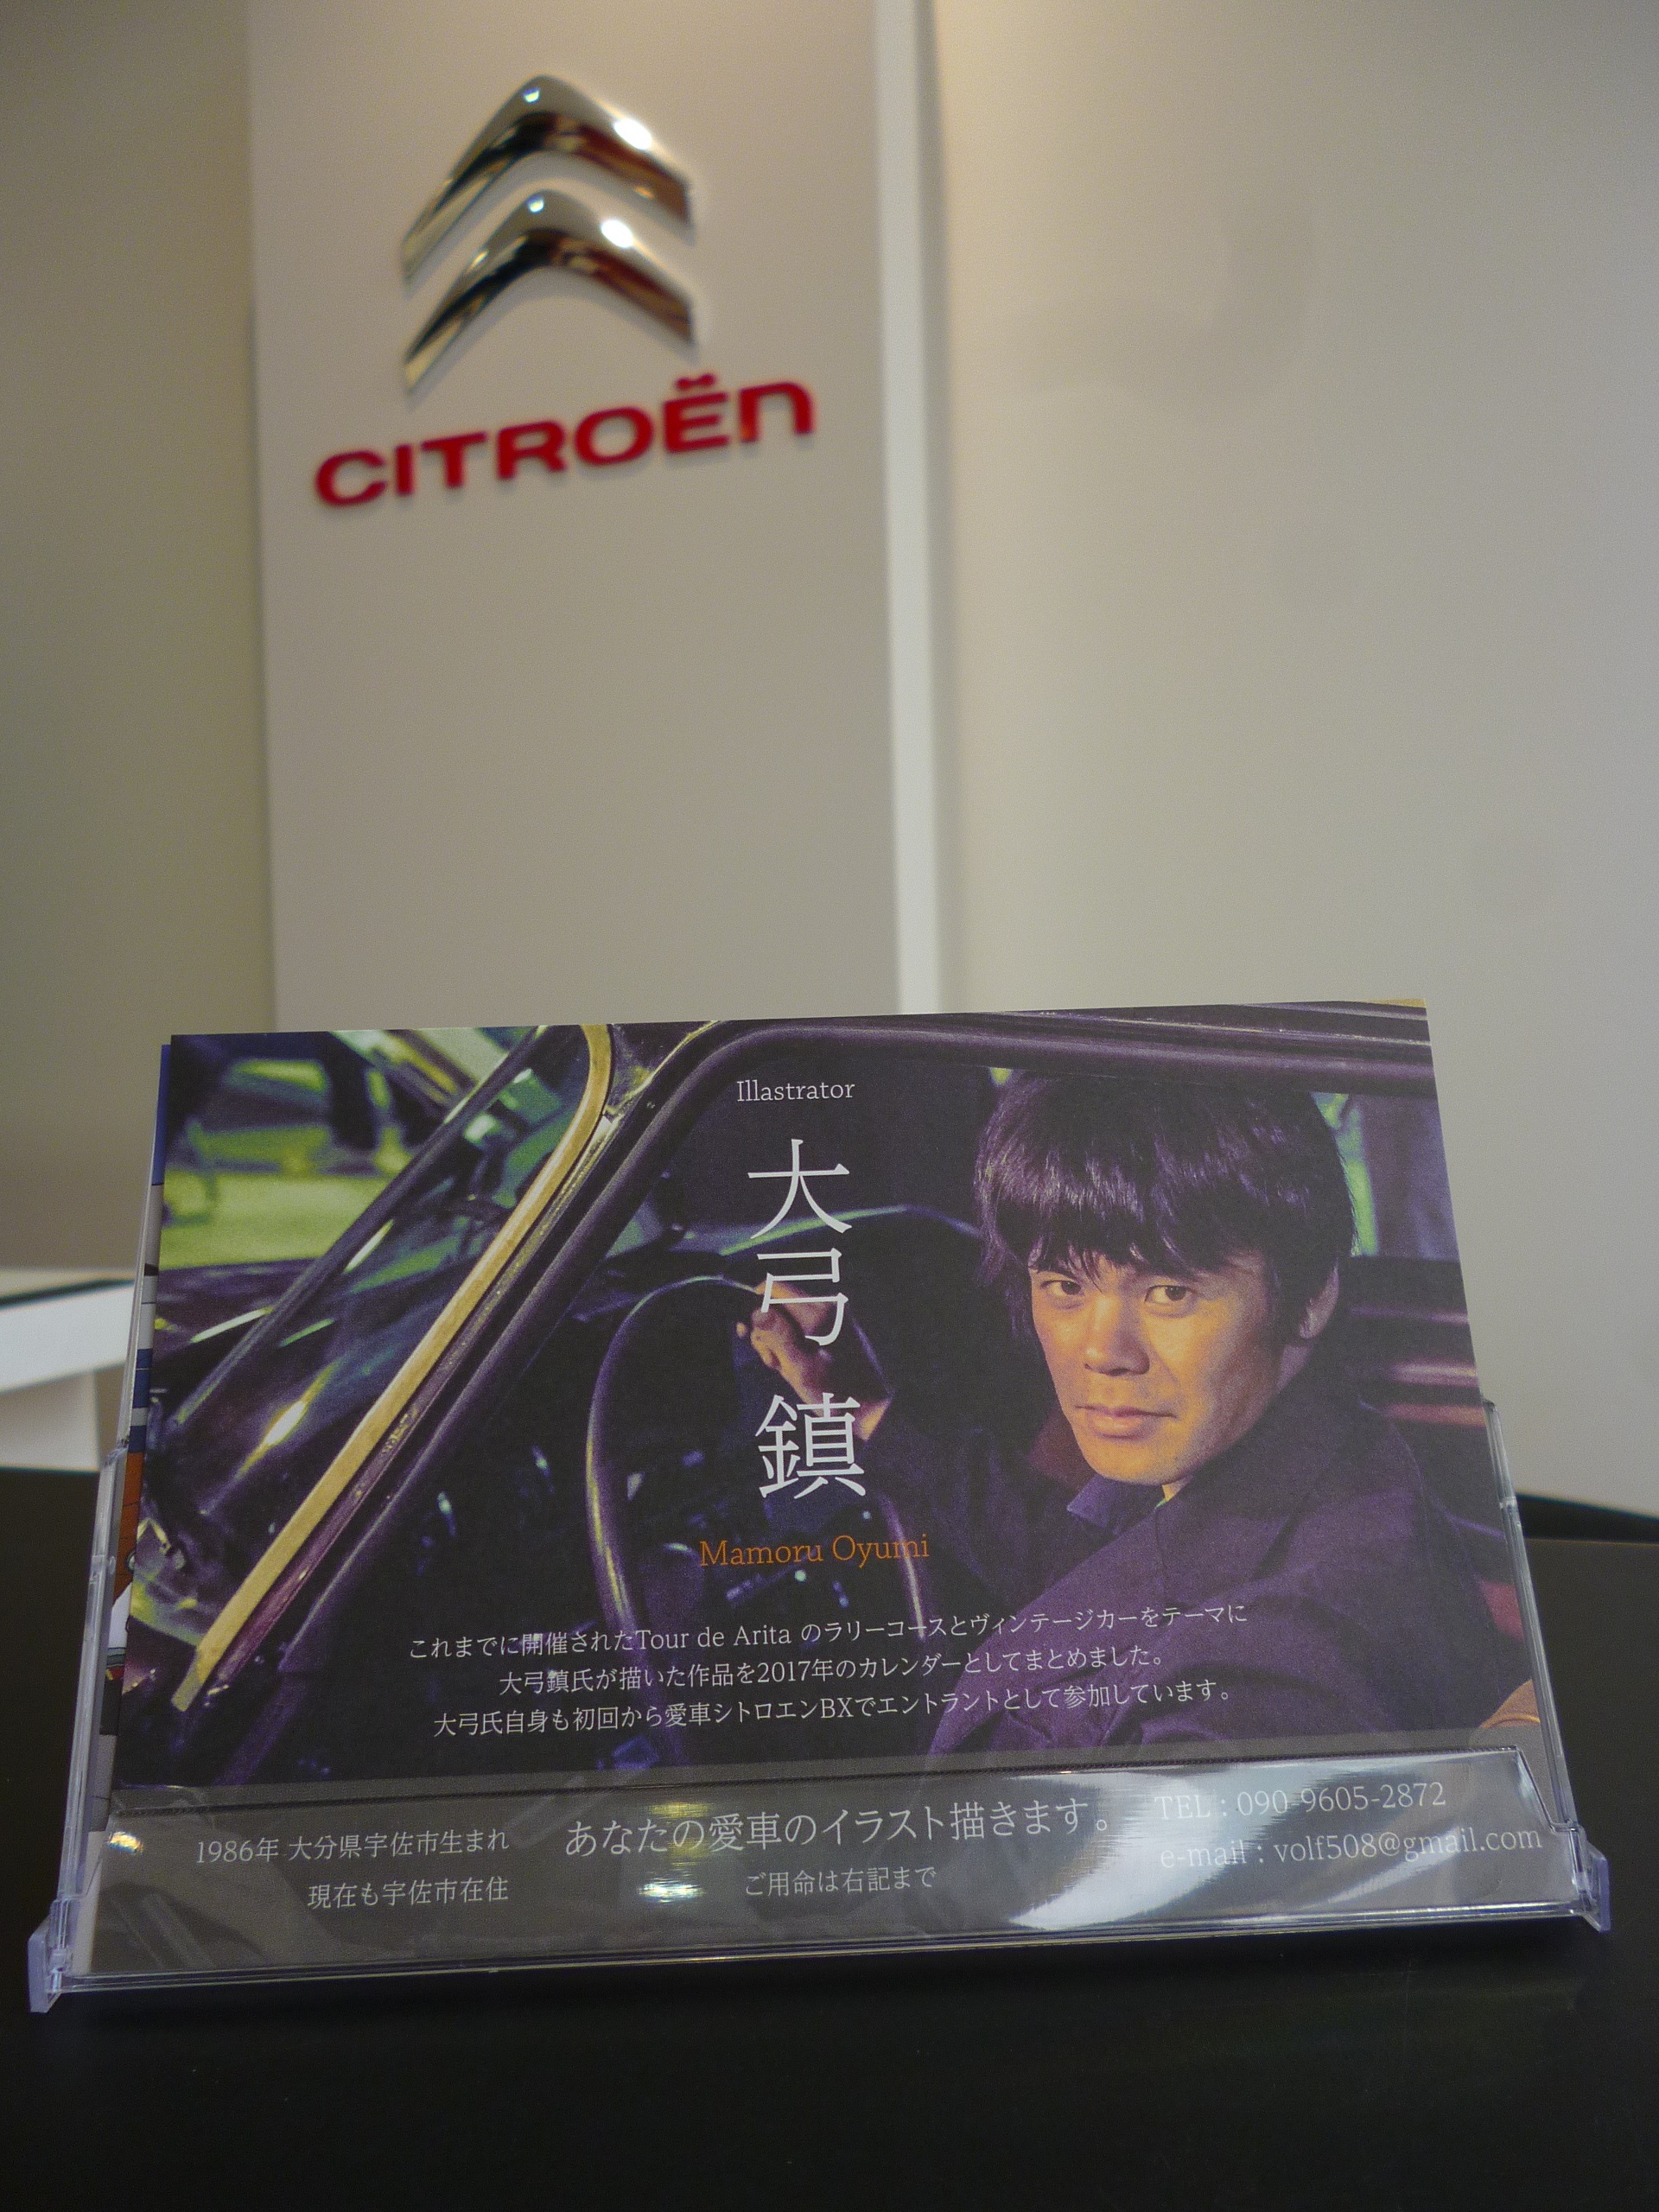 CITROËN
Illastrator
大弓 鎮
Mamoru Oyumi
これまでに開催されたTour de Arita のラリーコースとヴィンテージカーをテーマに
大弓鎮氏が描いた作品を2017年のカレンダーとしてまとめました。
大弓氏自身も初回から愛車シトロエンBXでエントラントとして参加しています。
1986年 大分県宇佐市生まれ
現在も宇佐市在住
あなたの愛車のイラスト描きます。
ご用命は右記まで
TEL : 090-9605-2872
e-mail : volf508@gmail.com